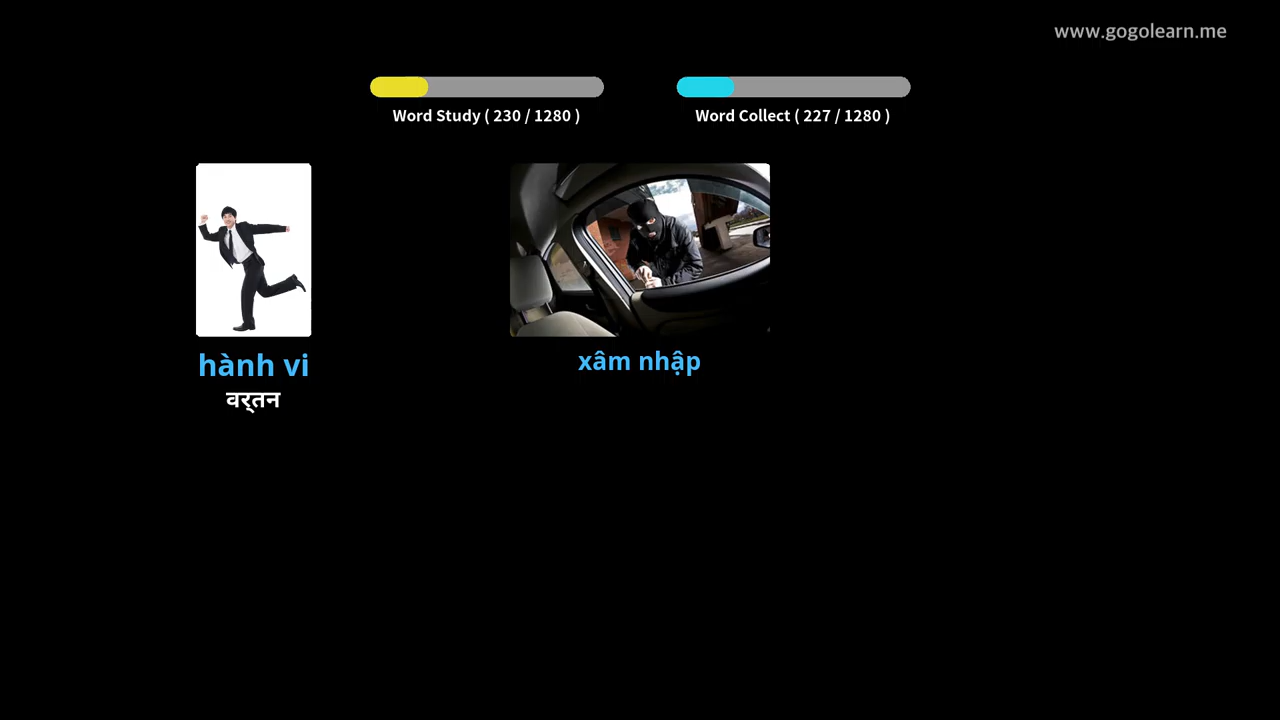 www.gogolearn.me
Word Study ( 230 / 1280 )
Word Collect ( 227 / 1280 )
hành vi
वर्तन
xâm nhập